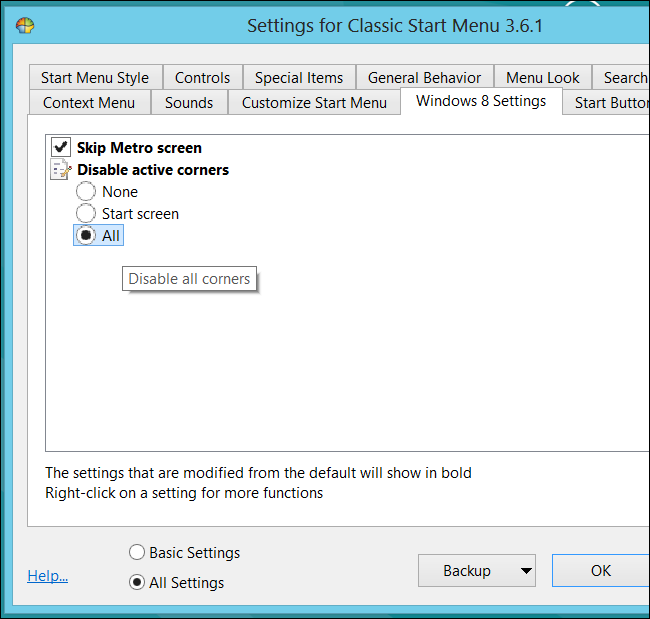 Settings for Classic Start Menu 3.6.1
Start Menu Style Controls Special Items General Behavior Menu Look Search
Context Menu Sounds Customize Start Menu Windows 8 Settings Start Button
Skip Metro screen
Disable active corners
None
Start screen
All
Disable all corners
The settings that are modified from the default will show in bold
Right-click on a setting for more functions
Basic Settings
Help...
All Settings
Backup
OK